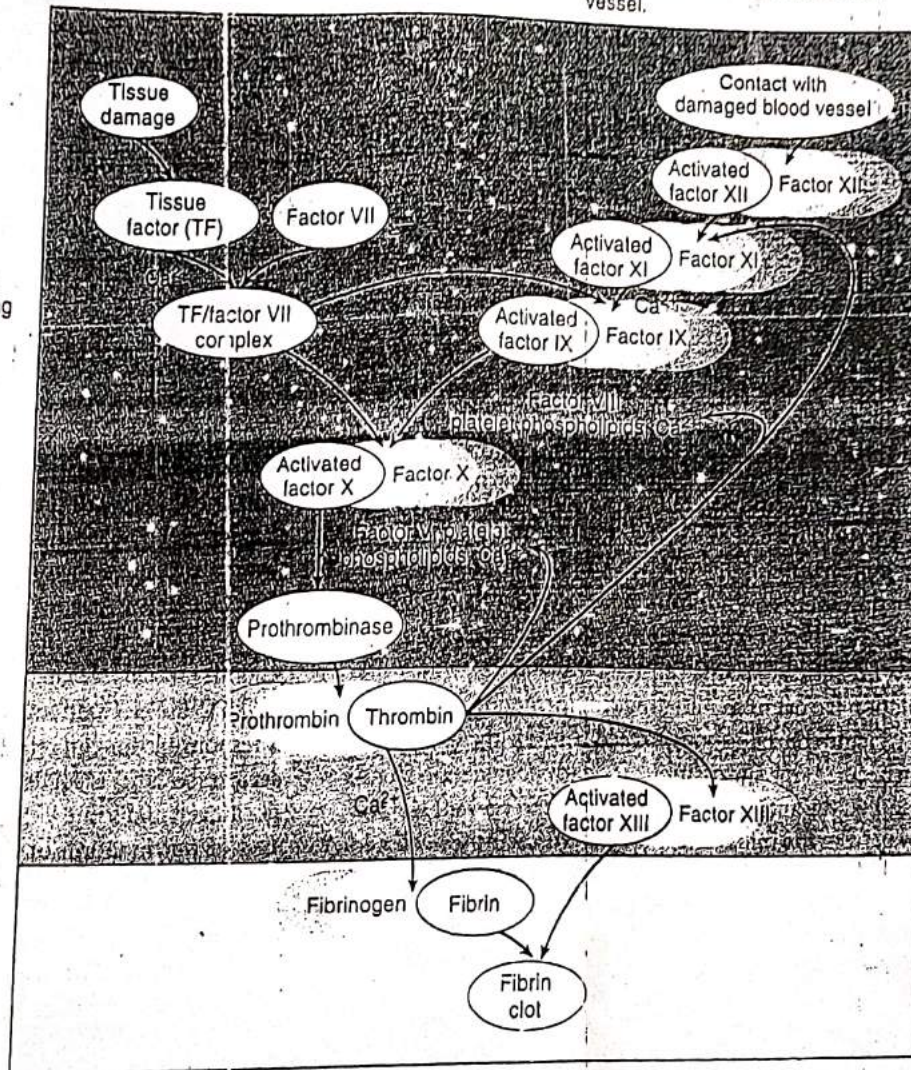 vessel.
Tissue
damage
Contact with
damaged blood vessel
Activated
factor XII
Factor XII
Tissue
factor (TF)
Factor VII
Activated
factor XI
Factor XI
Ca²⁺
g
TF/factor VII
complex
Activated
factor IX
Factor IX
Factor VIII
platelet phospholipids, Ca
Activated
factor X
Factor X
Factor V, platelet
phospholipids, Ca
Prothrombinase
Prothrombin
Thrombin
Ca²⁺
Activated
factor XIII
Factor XIII
Fibrinogen
Fibrin
Fibrin
clot